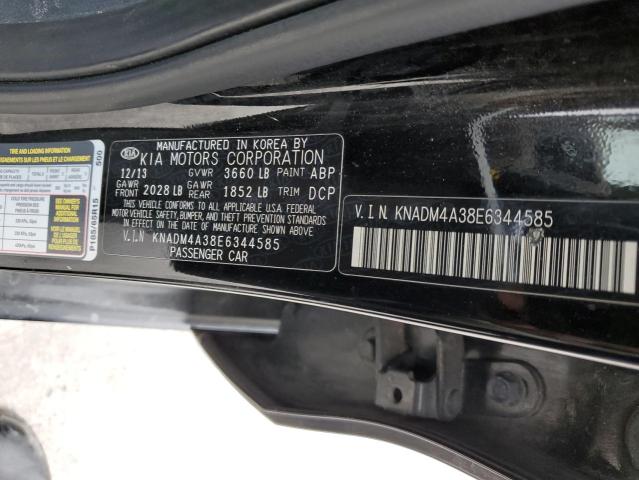 TIRE AND LOADING INFORMATION
P185/65R15
500
MANUFACTURED IN KOREA BY
KIA KIA MOTORS CORPORATION
12/13 GVWR 3660 LB PAINT ABP
GAWR FRONT 2028 LB GAWR REAR 1852 LB TRIM DCP
THIS VEHICLE CONFORMS TO ALL APPLICABLE U.S.A. FEDERAL
MOTOR VEHICLE SAFETY, BUMPER, AND THEFT PREVENTION
STANDARDS IN EFFECT ON THE DATE OF MANUFACTURE SHOWN ABOVE.
V.I.N KNADM4A38E6344585
PASSENGER CAR
V.I.N. KNADM4A38E6344585